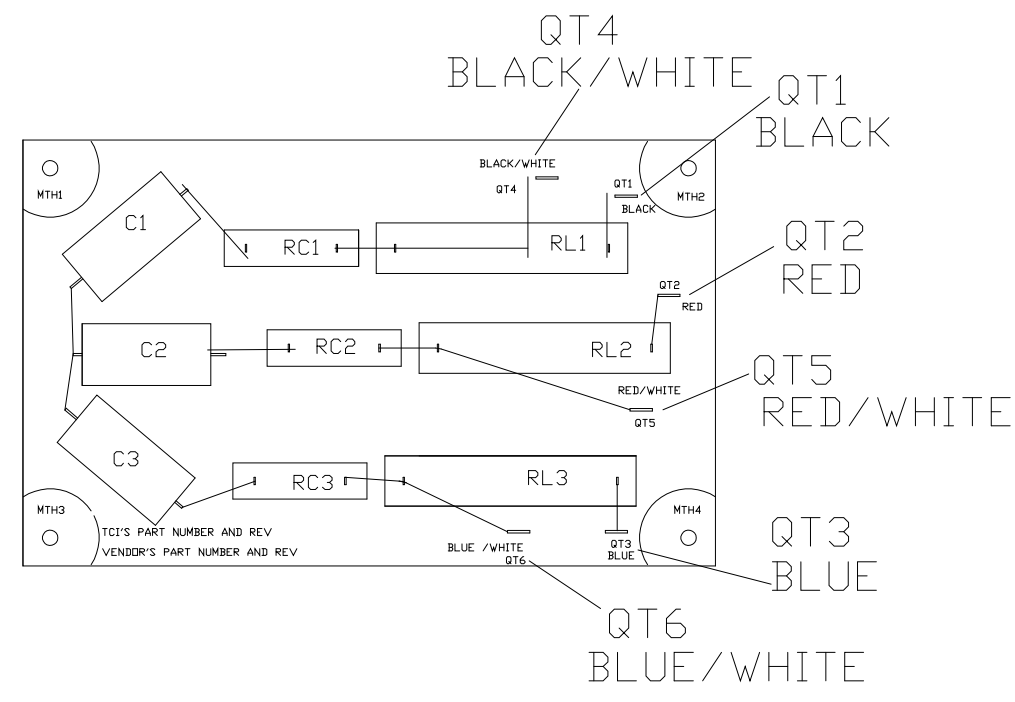 QT4
BLACK/WHITE
QT1
BLACK
BLACK/WHITE
QT4
QT1
BLACK
MTH1
MTH2
C1
RC1
RL1
QT2
RED
QT2
RED
C2
RC2
RL2
RED/WHITE
QT5
QT5
RED/WHITE
C3
RC3
RL3
MTH3
MTH4
TCI'S PART NUMBER AND REV
VENDOR'S PART NUMBER AND REV
BLUE /WHITE
QT6
QT3
BLUE
QT3
BLUE
QT6
BLUE/WHITE